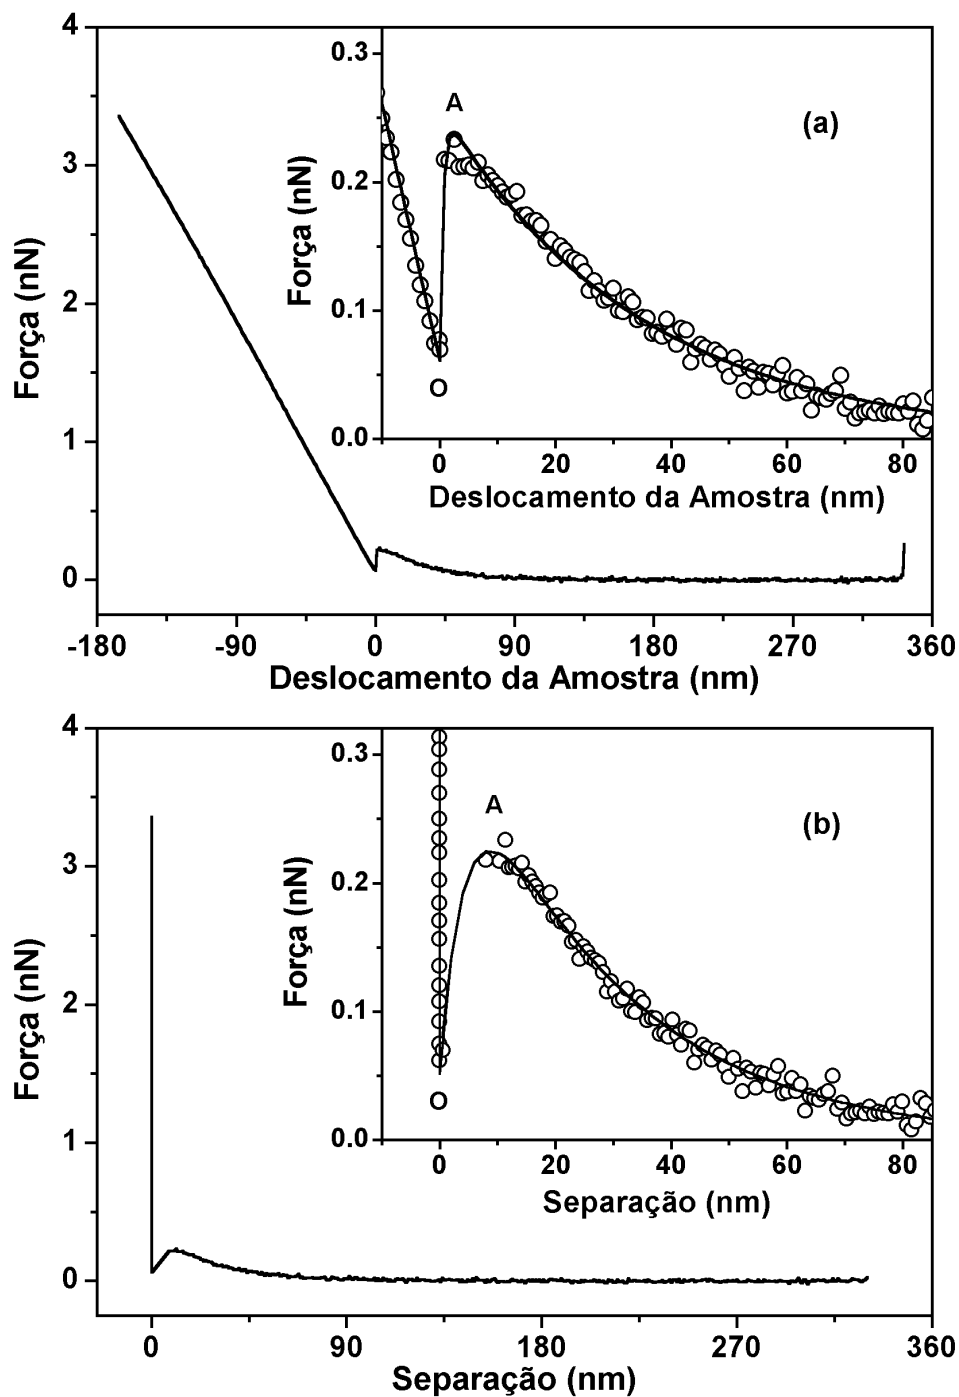 4
3
2
1
0
Força (nN)
-180
-90
0
90
180
270
360
Deslocamento da Amostra (nm)
0.3
0.2
0.1
0.0
Força (nN)
A
(a)
O
0
20
40
60
80
Deslocamento da Amostra (nm)
4
3
2
1
0
Força (nN)
0
90
180
270
360
Separação (nm)
0.3
0.2
0.1
0.0
Força (nN)
A
(b)
O
0
20
40
60
80
Separação (nm)